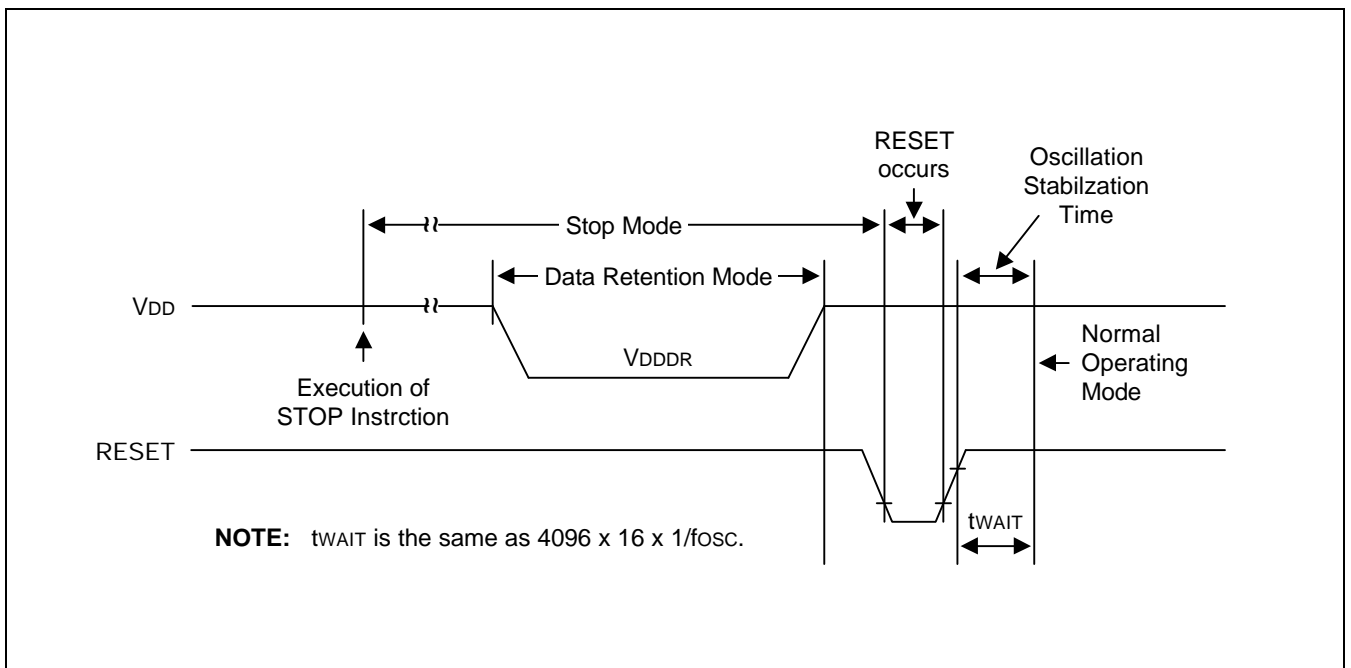 RESET
occurs
Oscillation
Stabilzation
Time
Stop Mode
Data Retention Mode
VDD
VDDDR
Execution of
STOP Instrction
Normal
Operating
Mode
RESET
tWAIT
NOTE: tWAIT is the same as 4096 x 16 x 1/fOSC.